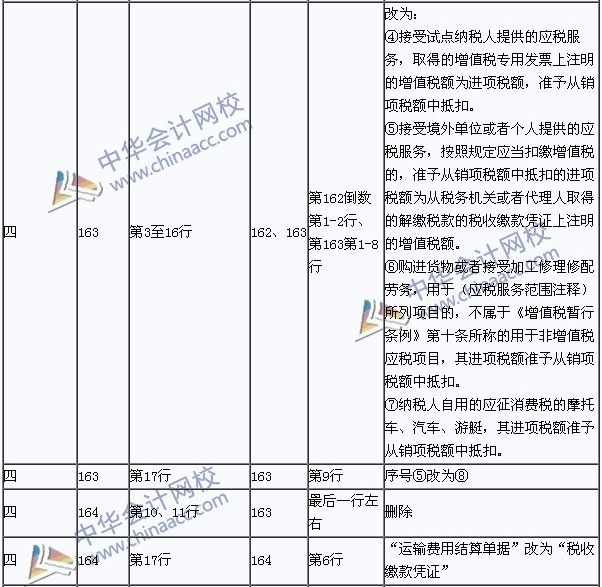 改为：
④接受试点纳税人提供的应税服
务，取得的增值税专用发票上注明
的增值税额为进项税额，准予从销
项税额中抵扣。
⑤接受境外单位或者个人提供的应
税服务，按照规定应当扣缴增值税
的，准予从销项税额中抵扣的进项
税额为从税务机关或者代理人取得
的解缴税款的税收缴款凭证上注明
的增值税额。
⑥购进货物或者接受加工修理修配
劳务，用于（应税服务范围注释）
所列项目的，不属于《增值税暂行
条例》第十条所称的用于非增值税
应税项目，其进项税额准予从销项
税额中抵扣。
⑦纳税人自用的应征消费税的摩托
车、汽车、游艇，其进项税额准予
从销项税额中抵扣。
四
163
第3至16行
162、163
第162倒数
第1-2行、
第163第1-8
行
四
163
第17行
163
第9行
序号⑤改为⑧
四
164
第10、11行
163
最后一行左
右
删除
四
164
第17行
164
第6行
“运输费用结算单据”改为“税收
缴款凭证”
中华会计网校
www.chinaacc.com
中华会计网校
www.chinaacc.com
中华会计网校
www.chinaacc.com